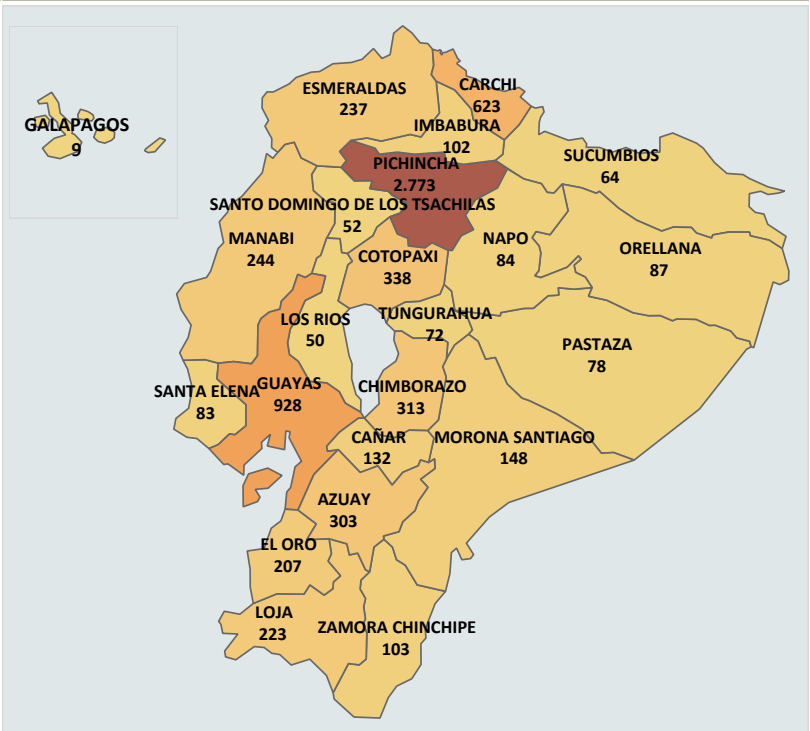 ESMERALDAS
237
CARCHI
623
IMBABURA
102
GALAPAGOS
9
SUCUMBIOS
64
PICHINCHA
2.773
SANTO DOMINGO DE LOS TSACHILAS
52
MANABI
244
NAPO
84
ORELLANA
87
COTOPAXI
338
LOS RIOS
50
TUNGURAHUA
72
PASTAZA
78
SANTA ELENA
83
GUAYAS
928
CHIMBORAZO
313
CAÑAR
132
MORONA SANTIAGO
148
AZUAY
303
EL ORO
207
LOJA
223
ZAMORA CHINCHIPE
103